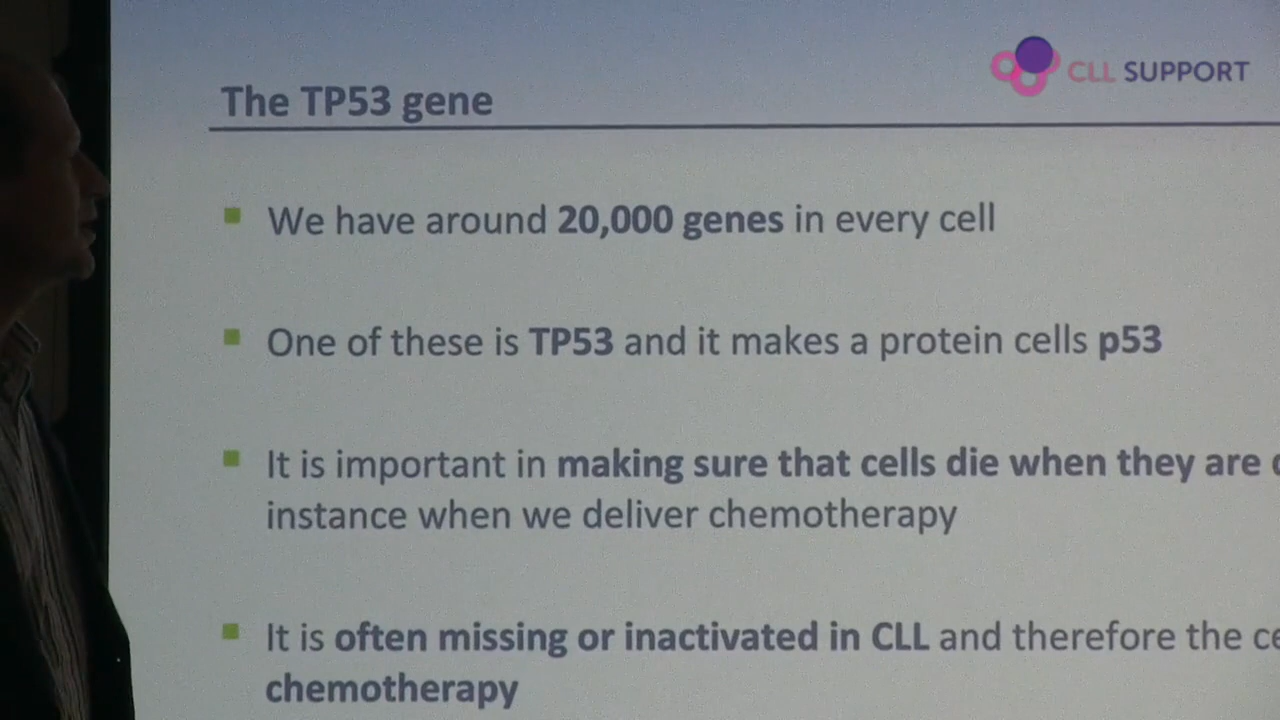 CLL SUPPORT
The TP53 gene
We have around 20,000 genes in every cell
One of these is TP53 and it makes a protein cells p53
It is important in making sure that cells die when they are
instance when we deliver chemotherapy
It is often missing or inactivated in CLL and therefore the
chemotherapy